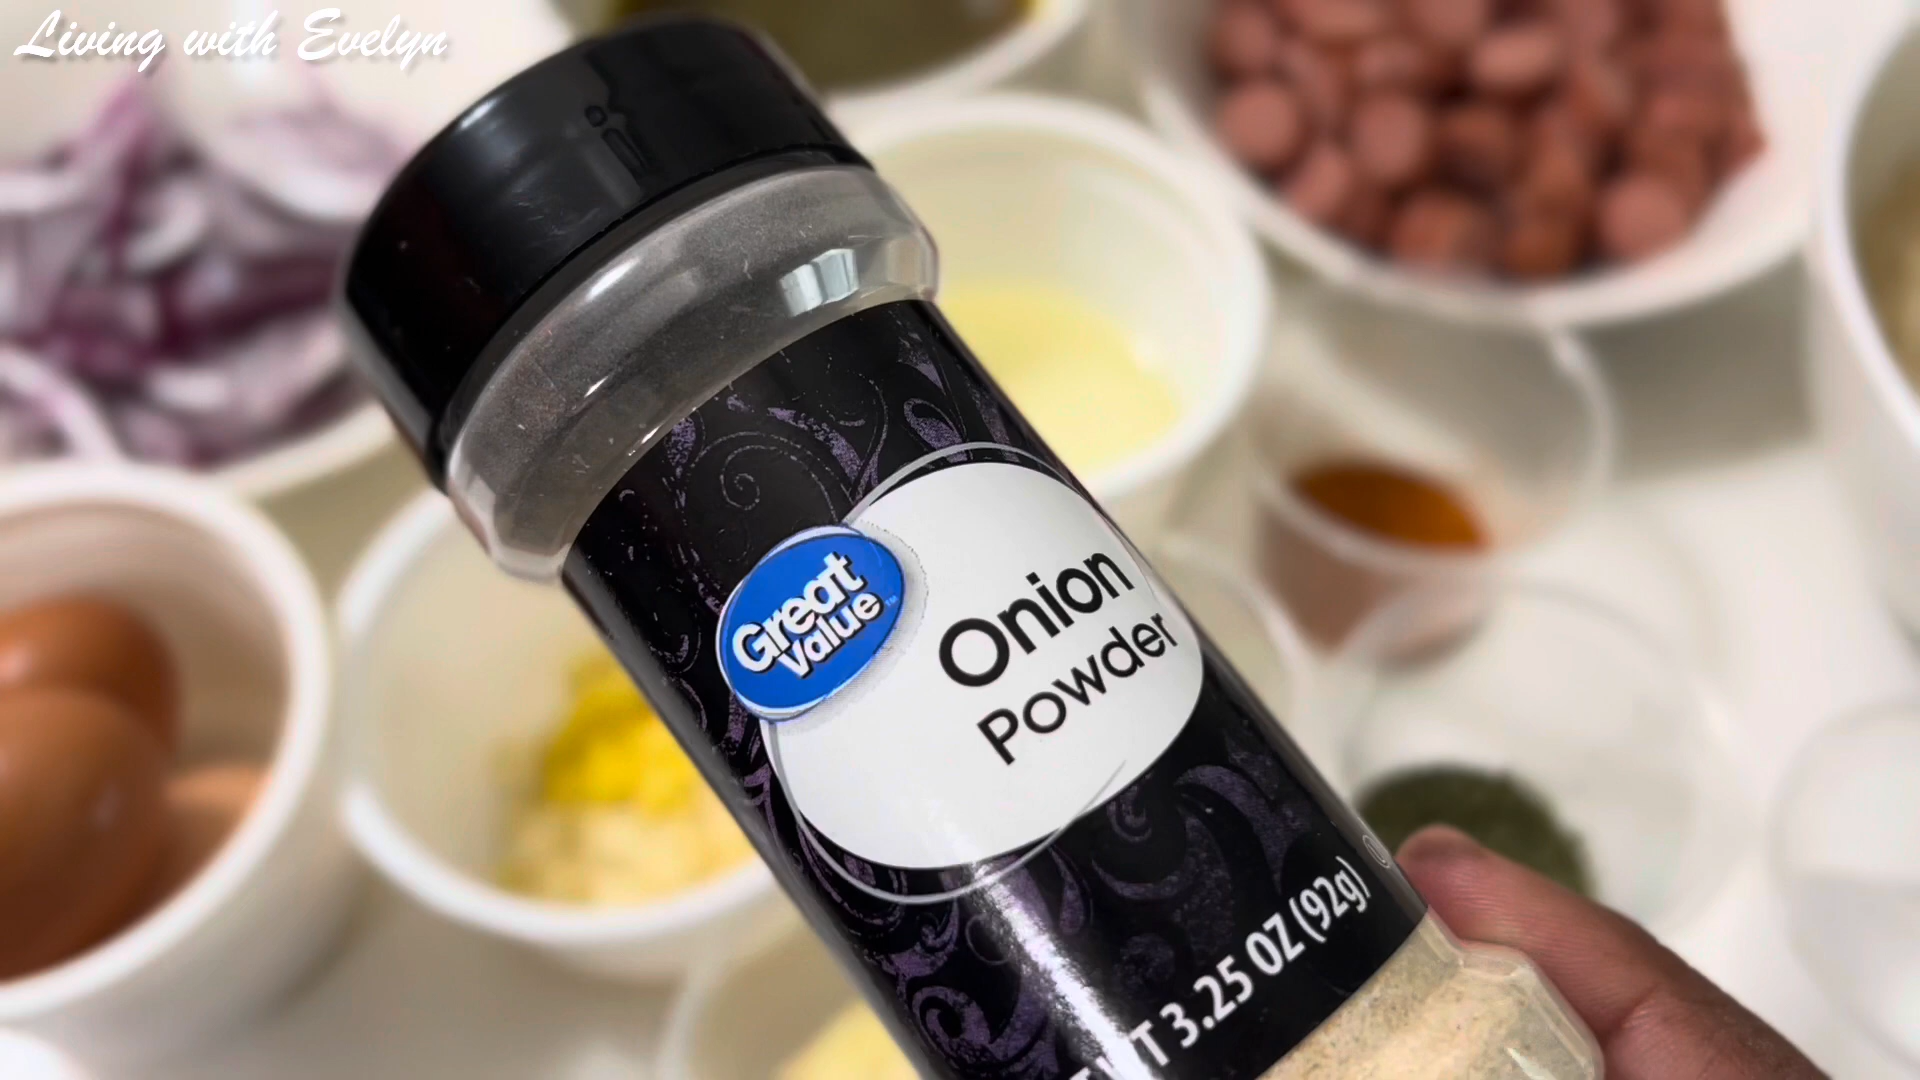 Living with Evelyn
Great
Value
Onion
Powder
3.25 OZ (92g)